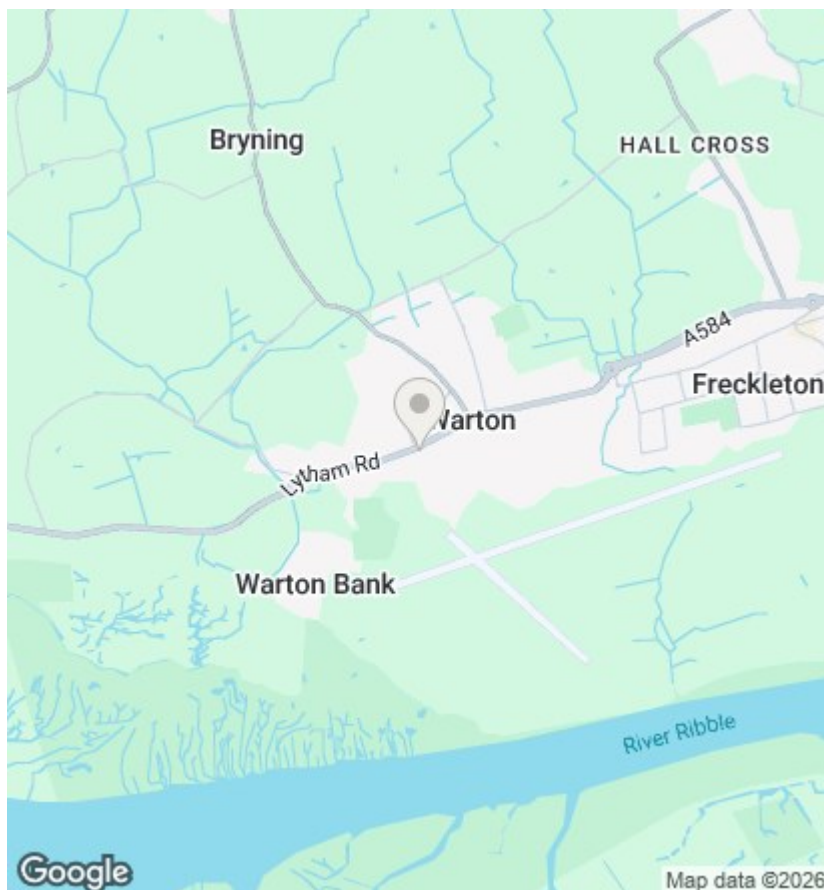 Bryning
HALL CROSS
A584
Freckleton
Warton
Lytham Rd
Warton Bank
River Ribble
Google
Map data ©2026